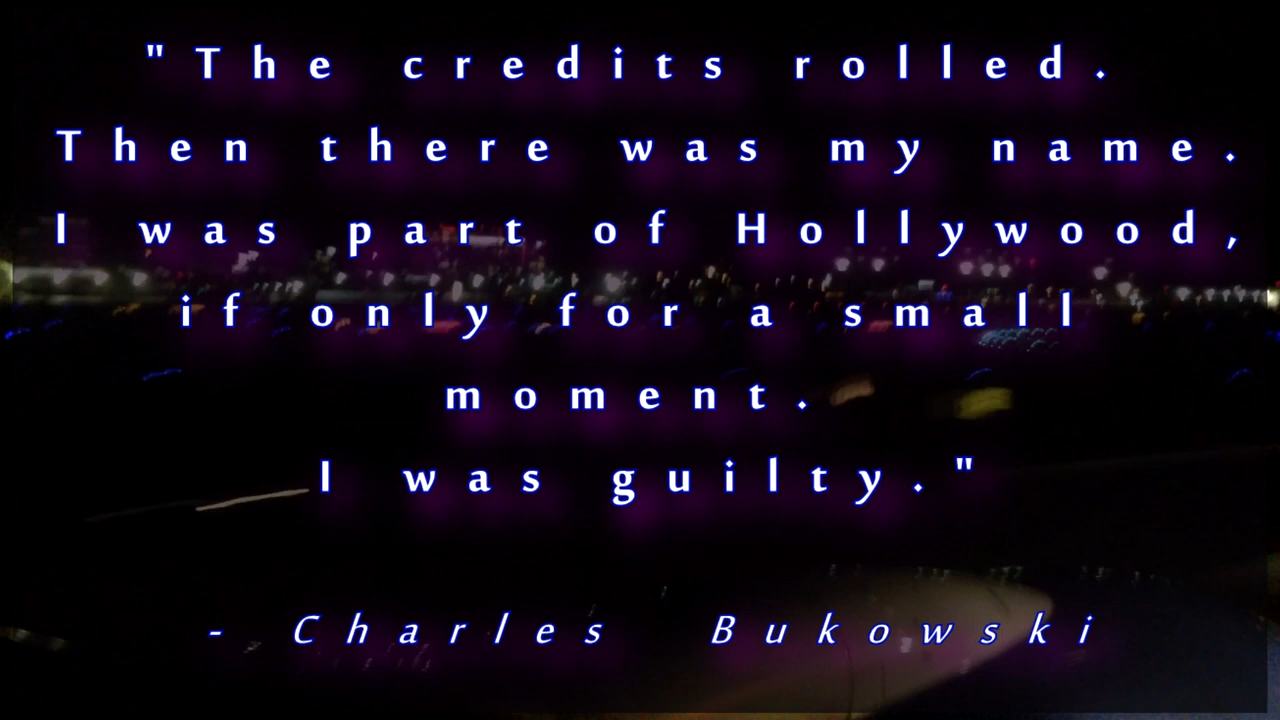 "The credits rolled.
Then there was my name.
I was part of Hollywood,
if only for a small
moment.
I was guilty."
- Charles Bukowski